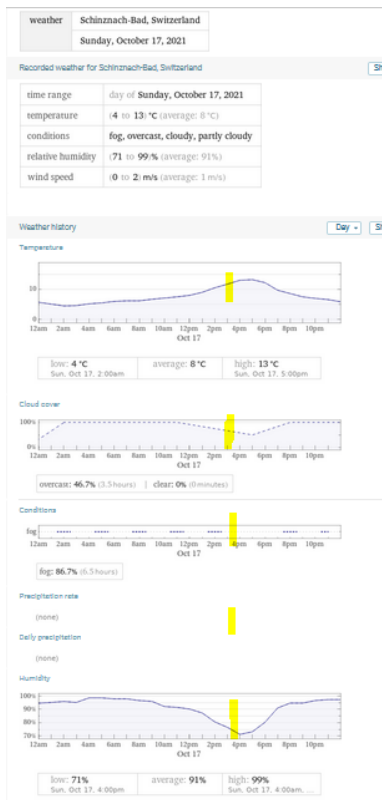 weather Schinznach-Bad, Switzerland
Sunday, October 17, 2021
Recorded weather for Schinznach-Bad, Switzerland
time range day of Sunday, October 17, 2021
temperature (4 to 13) °C (average: 8 °C)
conditions fog, overcast, cloudy, partly cloudy
relative humidity (71 to 99)% (average: 91%)
wind speed (0 to 2) m/s (average: 1 m/s)
Weather history Day
Temperature
10
0
12am 2am 4am 6am 8am 10am 12pm 2pm 4pm 6pm 8pm 10pm
Oct 17
low: 4 °C average: 8 °C high: 13 °C
Sun, Oct 17, 2:00am Sun, Oct 17, 5:00pm
Cloud cover
100%
0%
12am 2am 4am 6am 8am 10am 12pm 2pm 4pm 6pm 8pm 10pm
Oct 17
overcast: 46.7% (3.5 hours) | clear: 0% (0 minutes)
Conditions
fog
12am 2am 4am 6am 8am 10am 12pm 2pm 4pm 6pm 8pm 10pm
Oct 17
fog: 86.7% (6.5 hours)
Precipitation rate
(none)
Daily precipitation
(none)
Humidity
100%
90%
80%
70%
12am 2am 4am 6am 8am 10am 12pm 2pm 4pm 6pm 8pm 10pm
Oct 17
low: 71% average: 91% high: 99%
Sun, Oct 17, 4:00pm Sun, Oct 17, 4:00am, ...